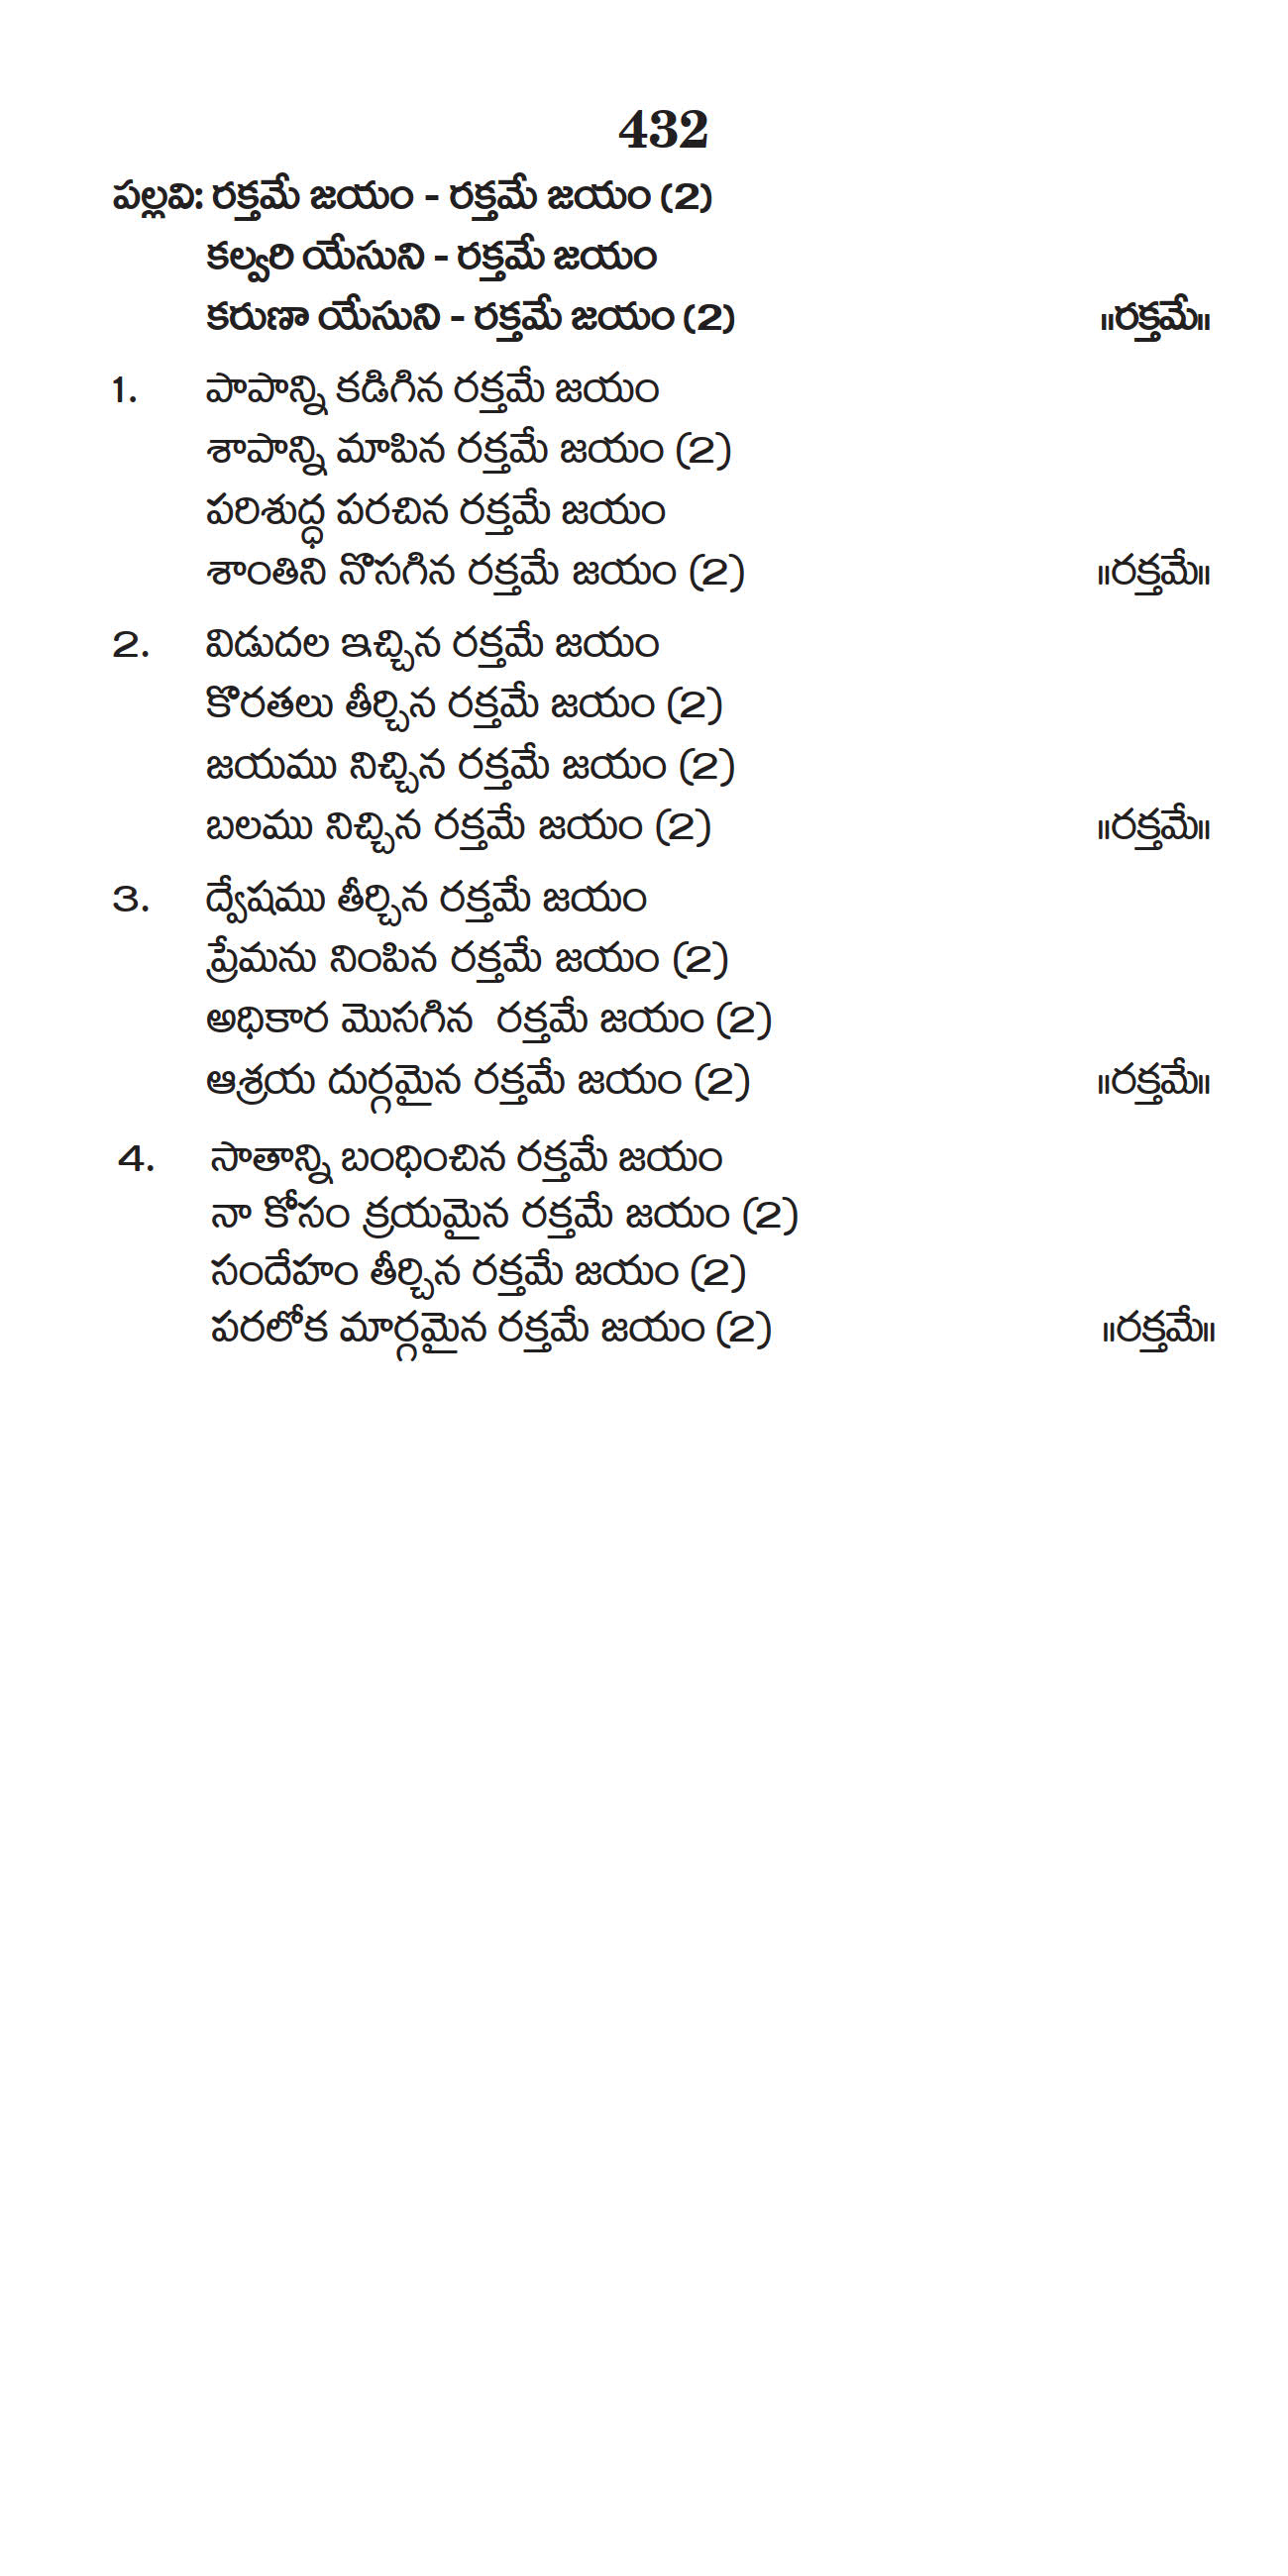 432
పల్లవి: రక్తమే జయం - రక్తమే జయం (2)
కల్వరి యేసుని - రక్తమే జయం
కరుణా యేసుని - రక్తమే జయం (2) ॥రక్తమే॥
1. పాపాన్ని కడిగిన రక్తమే జయం
శాపాన్ని మాపిన రక్తమే జయం (2)
పరిశుద్ధ పరచిన రక్తమే జయం
శాంతిని నొసగిన రక్తమే జయం (2) ॥రక్తమే॥
2. విడుదల ఇచ్చిన రక్తమే జయం
కొరతలు తీర్చిన రక్తమే జయం (2)
జయము నిచ్చిన రక్తమే జయం (2)
బలము నిచ్చిన రక్తమే జయం (2) ॥రక్తమే॥
3. ద్వేషము తీర్చిన రక్తమే జయం
ప్రేమను నింపిన రక్తమే జయం (2)
అధికార మొసగిన రక్తమే జయం (2)
ఆశ్రయ దుర్గమైన రక్తమే జయం (2) ॥రక్తమే॥
4. సాతాన్ని బంధించిన రక్తమే జయం
నా కోసం క్రయమైన రక్తమే జయం (2)
సందేహం తీర్చిన రక్తమే జయం (2)
పరలోక మార్గమైన రక్తమే జయం (2) ॥రక్తమే॥